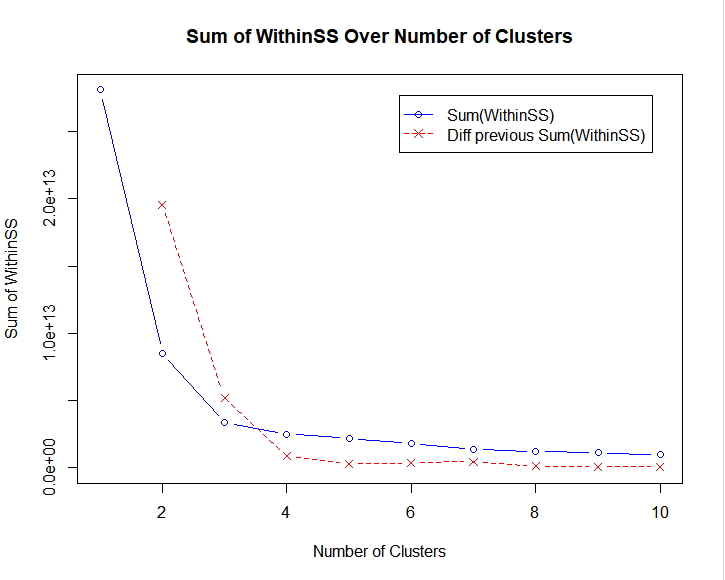 Sum of WithinSS Over Number of Clusters
Sum(WithinSS)
Diff previous Sum(WithinSS)
2.0e+13
1.0e+13
0.0e+00
Sum of WithinSS
2 4 6 8 10
Number of Clusters